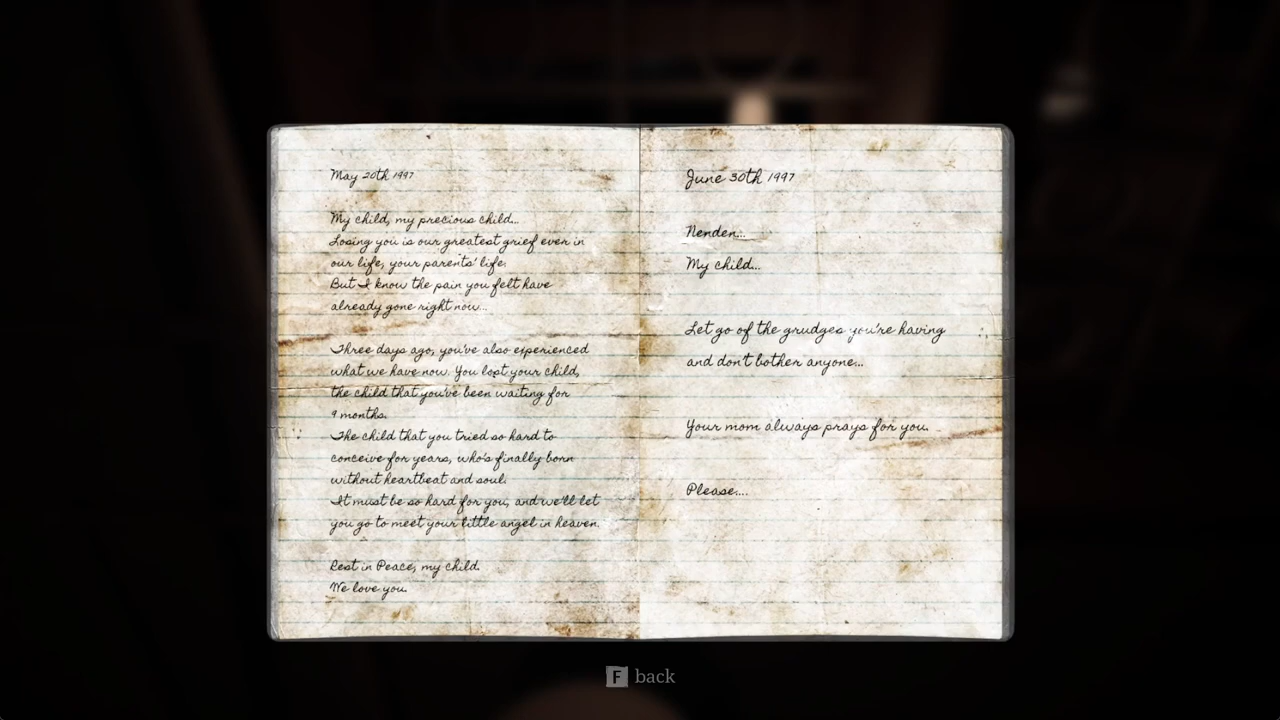 May 20th 1997
My child, my precious child...
Losing you is our greatest grief ever in
our life, your parents' life.
But I know the pain you felt have
already gone right now...
Three days ago, you've also experienced
what we have now. You lost your child,
the child that you've been waiting for
9 months.
The child that you tried so hard to
conceive for years, who's finally born
without heartbeat and soul.
It must be so hard for you, and we'll let
you go to meet your little angel in heaven.
Rest in Peace, my child.
We love you.
June 30th 1997
Nenden...
My child...
Let go of the grudges you're having
and don't bother anyone...
Your mom always prays for you.
Please....
F back